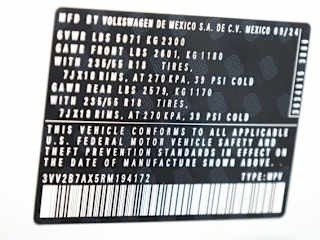 MFD BY VOLKSWAGEN DE MEXICO S.A. DE C.V. MEXICO 09/24
GVWR LBS 5071 KG 2300
GAWR FRONT LBS 2601, KG 1180
WITH 235/55 R18 TIRES,
7JX18 RIMS, AT 270 KPA, 39 PSI COLD
GAWR REAR LBS 2579, KG 1170
WITH 235/55 R18 TIRES,
7JX18 RIMS, AT 270 KPA, 39 PSI COLD
THIS VEHICLE CONFORMS TO ALL APPLICABLE
U.S. FEDERAL MOTOR VEHICLE SAFETY AND
THEFT PREVENTION STANDARDS IN EFFECT ON
THE DATE OF MANUFACTURE SHOWN ABOVE.
3VV2B7AX5RM194172 TYPE: MPV